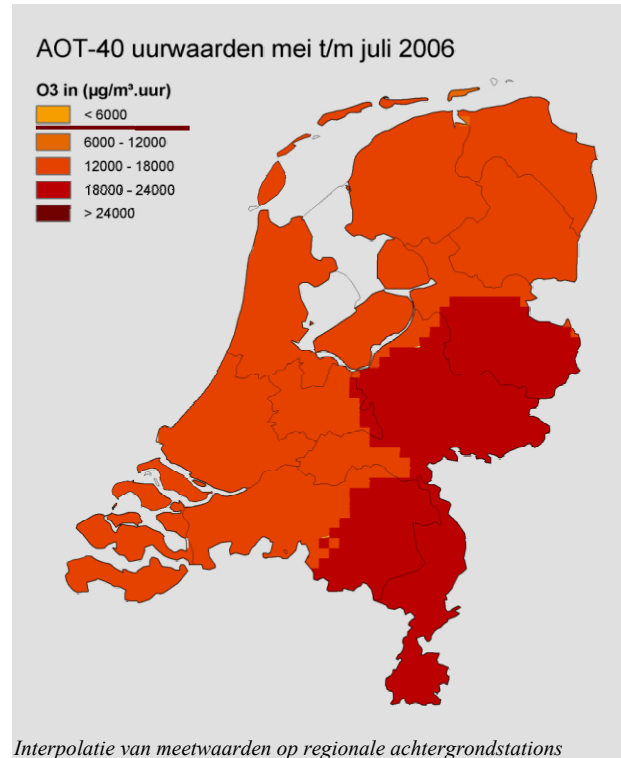 AOT-40 uurwaarden mei t/m juli 2006
O3 in (µg/m³.uur)
< 6000
6000 - 12000
12000 - 18000
18000 - 24000
> 24000
Interpolatie van meetwaarden op regionale achtergrondstations